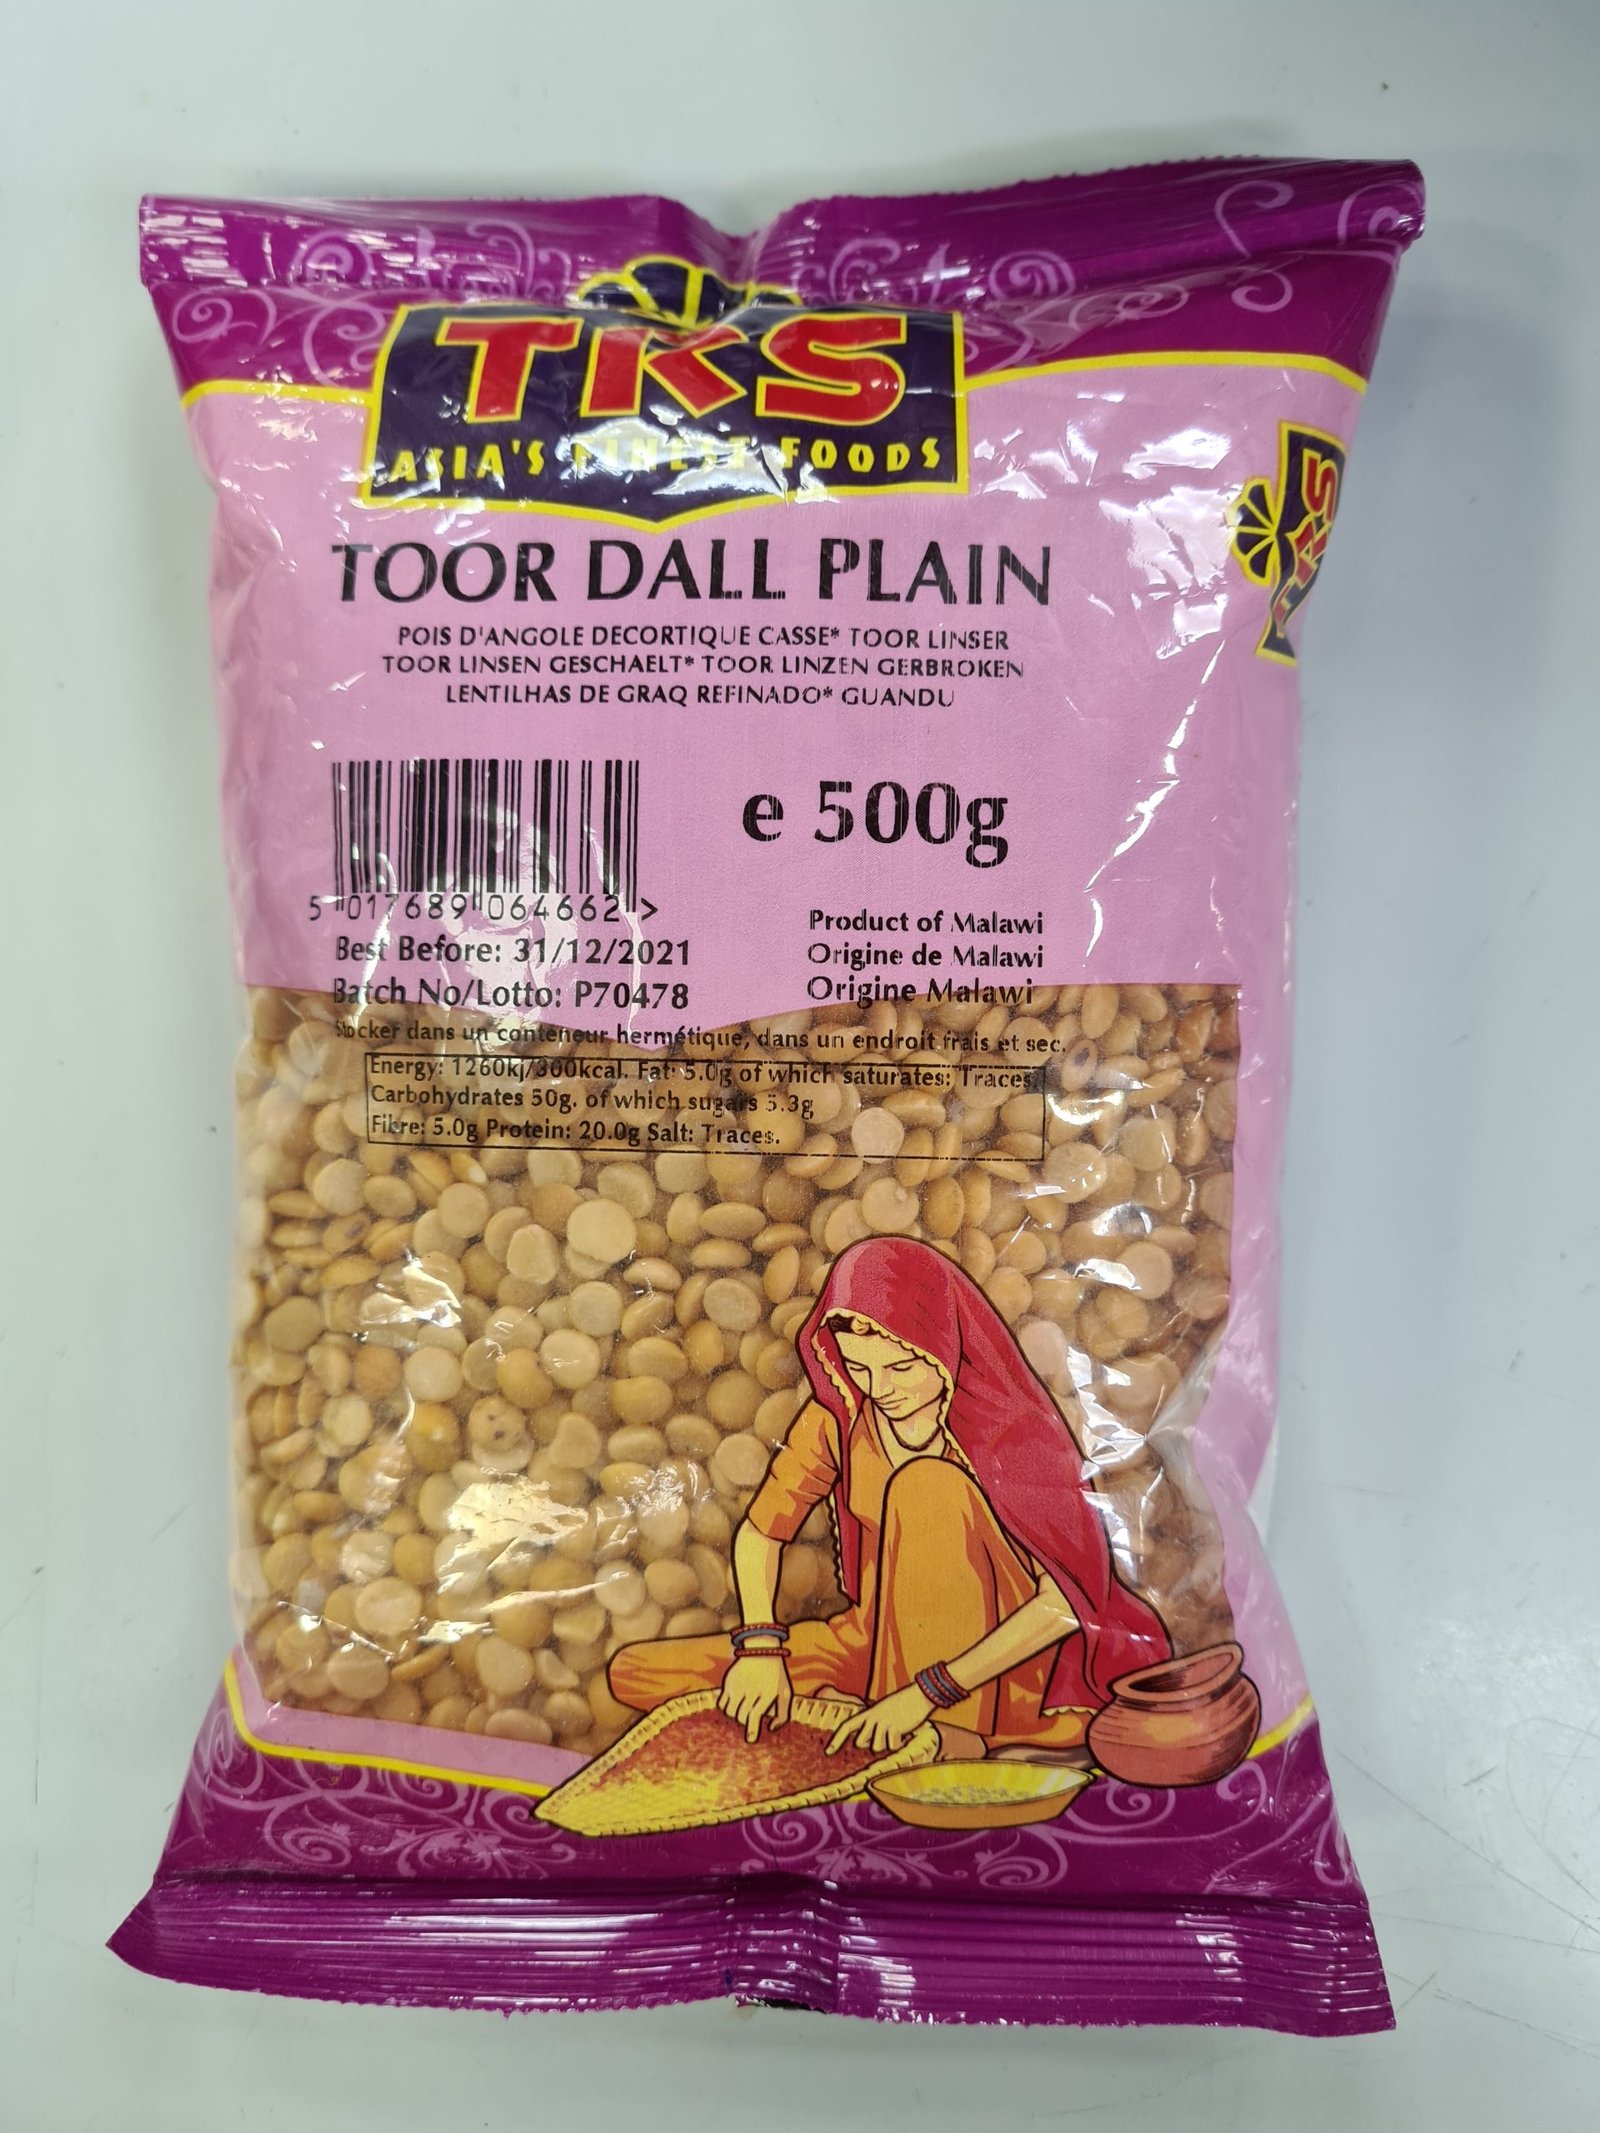 TRS
ASIA'S FINEST FOODS
TRS
TOOR DALL PLAIN
POIS D'ANGOLE DECORTIQUE CASSE* TOOR LINSER
TOOR LINSEN GESCHAELT* TOOR LINZEN GERBROKEN
LENTILHAS DE GRAQ REFINADO* GUANDU
e 500g
5 017689 064662 >
Best Before: 31/12/2021
Batch No/Lotto: P70478
Product of Malawi
Origine de Malawi
Origine Malawi
Stocker dans un conteneur hermétique, dans un endroit frais et sec.
Energy: 1260kj/300kcal. Fat: 5.0g of which saturates: Traces.
Carbohydrates 50g. of which sugars 5.3g
Fibre: 5.0g Protein: 20.0g Salt: Traces.